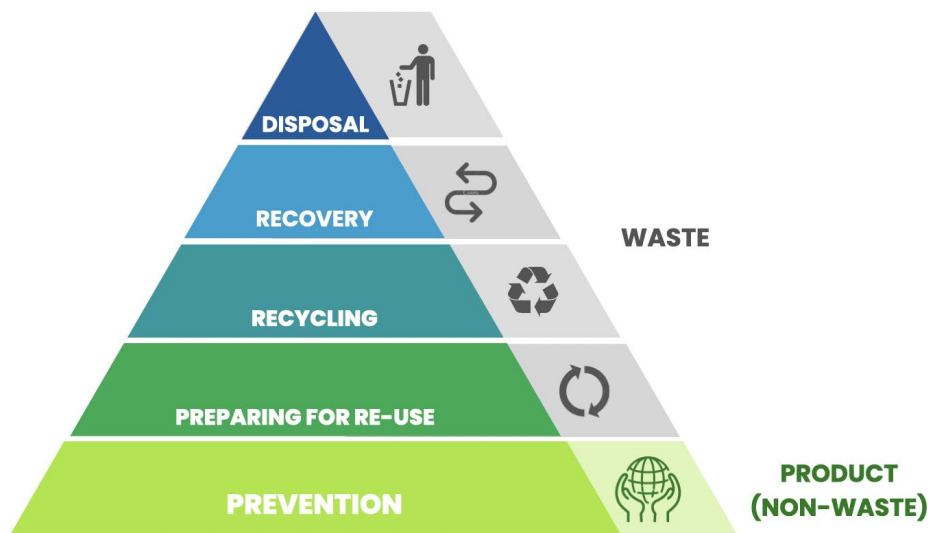 DISPOSAL
RECOVERY
WASTE
RECYCLING
PREPARING FOR RE-USE
PREVENTION
PRODUCT
(NON-WASTE)